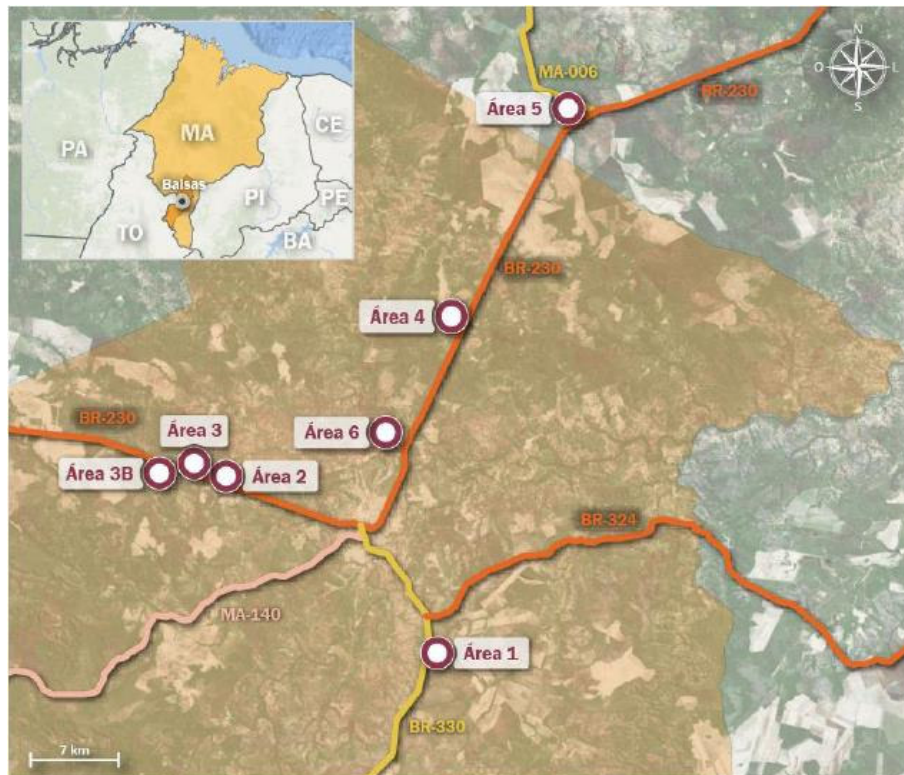 MA
CE
PA
Balsas
PI
PE
TO
BA
N
O
L
S
MA-006
BR-230
Área 5
BR-230
Área 4
BR-230
Área 3
Área 6
Área 3B
Área 2
BR-324
MA-140
Área 1
BR-330
7 km